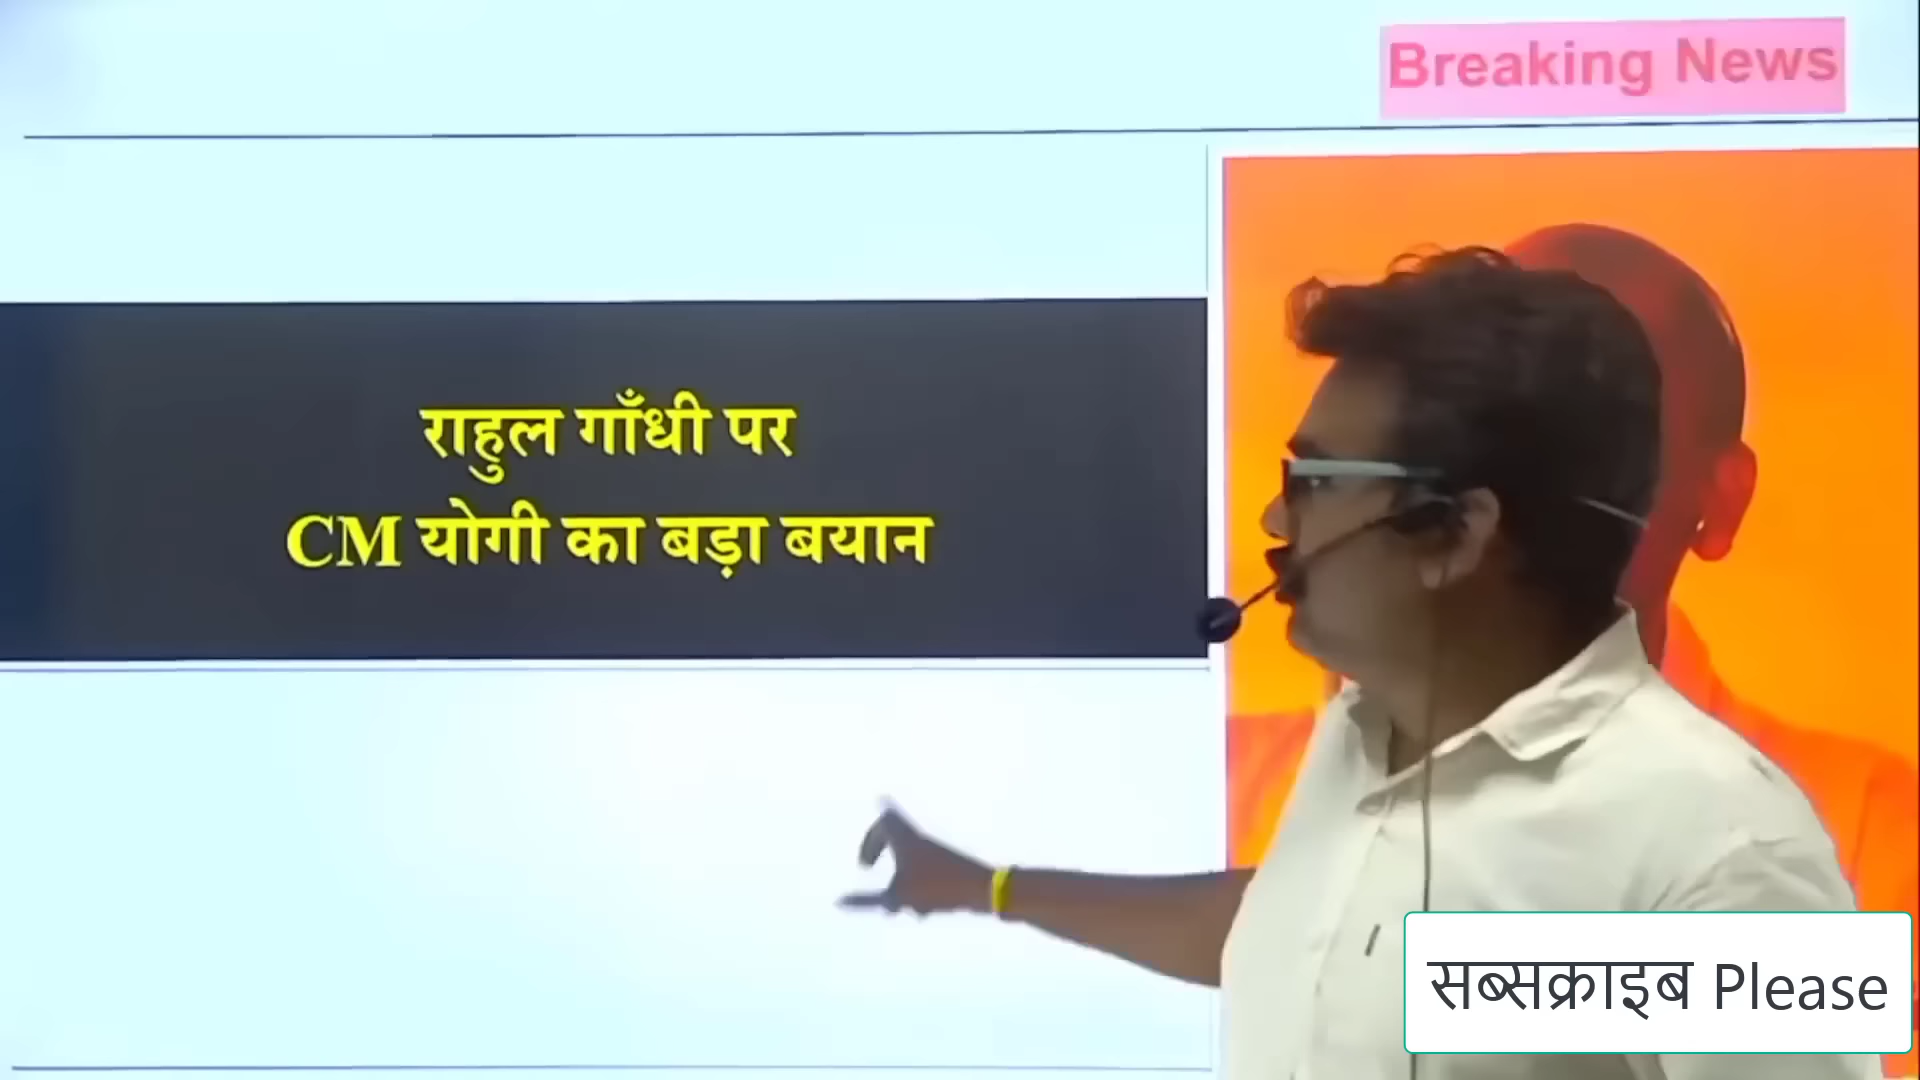 Breaking News
राहुल गाँधी पर
CM योगी का बड़ा बयान
सब्सक्राइब Please